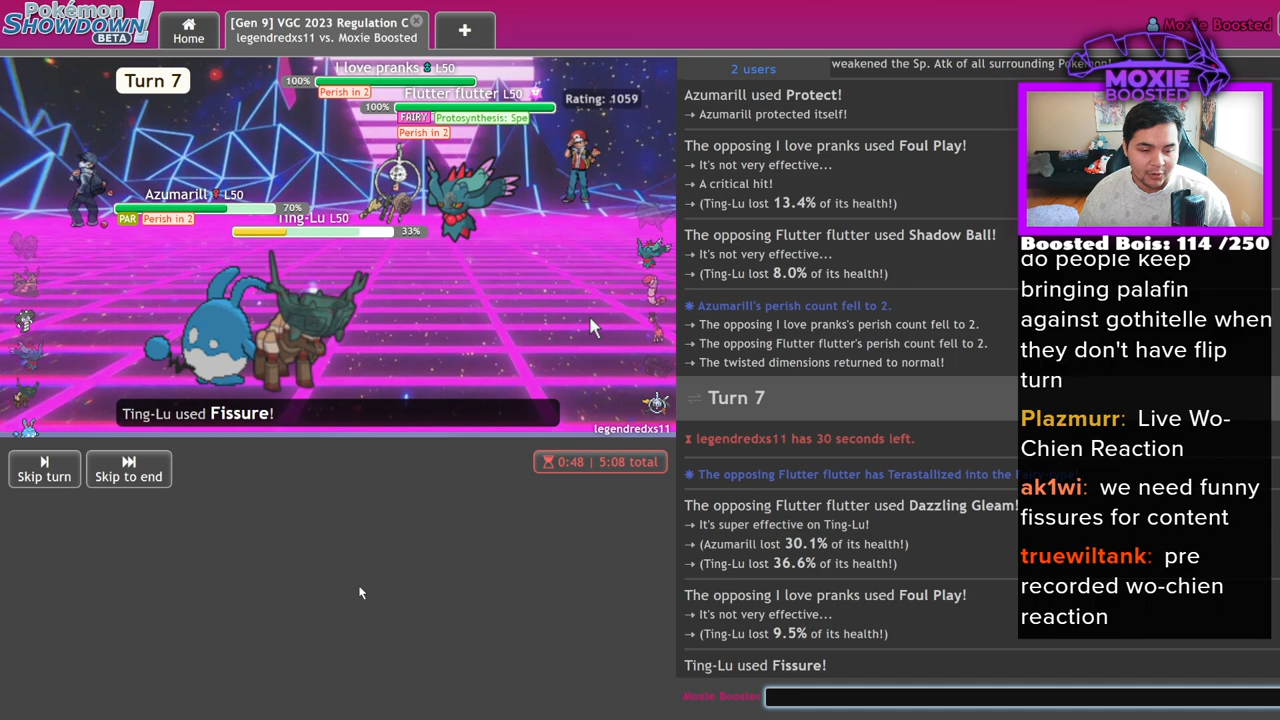 Pokémon
SHOWDOWN!
BETA
Home
[Gen 9] VGC 2023 Regulation C
legendredxs11 vs. Moxie Boosted
Moxie Boosted
MOXIE
BOOSTED
Turn 7
I love pranks L50
100%
Perish in 2
Flutter flutter L50
100%
FAIRY Protosynthesis: Spe
Perish in 2
Rating: 1059
Azumarill L50
70%
PAR Perish in 2
Ting-Lu L50
33%
Ting-Lu used Fissure!
legendredxs11
Skip turn
Skip to end
0:48 | 5:08 total
2 users
weakened the Sp. Atk of all surrounding Pokémon!
Azumarill used Protect!
→ Azumarill protected itself!
The opposing I love pranks used Foul Play!
→ It's not very effective...
→ A critical hit!
→ (Ting-Lu lost 13.4% of its health!)
The opposing Flutter flutter used Shadow Ball!
→ It's not very effective...
→ (Ting-Lu lost 8.0% of its health!)
Azumarill's perish count fell to 2.
→ The opposing I love pranks's perish count fell to 2.
→ The opposing Flutter flutter's perish count fell to 2.
→ The twisted dimensions returned to normal!
Turn 7
legendredxs11 has 30 seconds left.
The opposing Flutter flutter has Terastallized into the
The opposing Flutter flutter used Dazzling Gleam!
→ It's super effective on Ting-Lu!
→ (Azumarill lost 30.1% of its health!)
→ (Ting-Lu lost 36.6% of its health!)
The opposing I love pranks used Foul Play!
→ It's not very effective...
→ (Ting-Lu lost 9.5% of its health!)
Ting-Lu used Fissure!
Moxie Boosted
Boosted Bois: 114 /250
do people keep
bringing palafin
against gothitelle when
they don't have flip
turn
Plazmurr: Live Wo-
Chien Reaction
ak1wi: we need funny
fissures for content
truewiltank: pre
recorded wo-chien
reaction